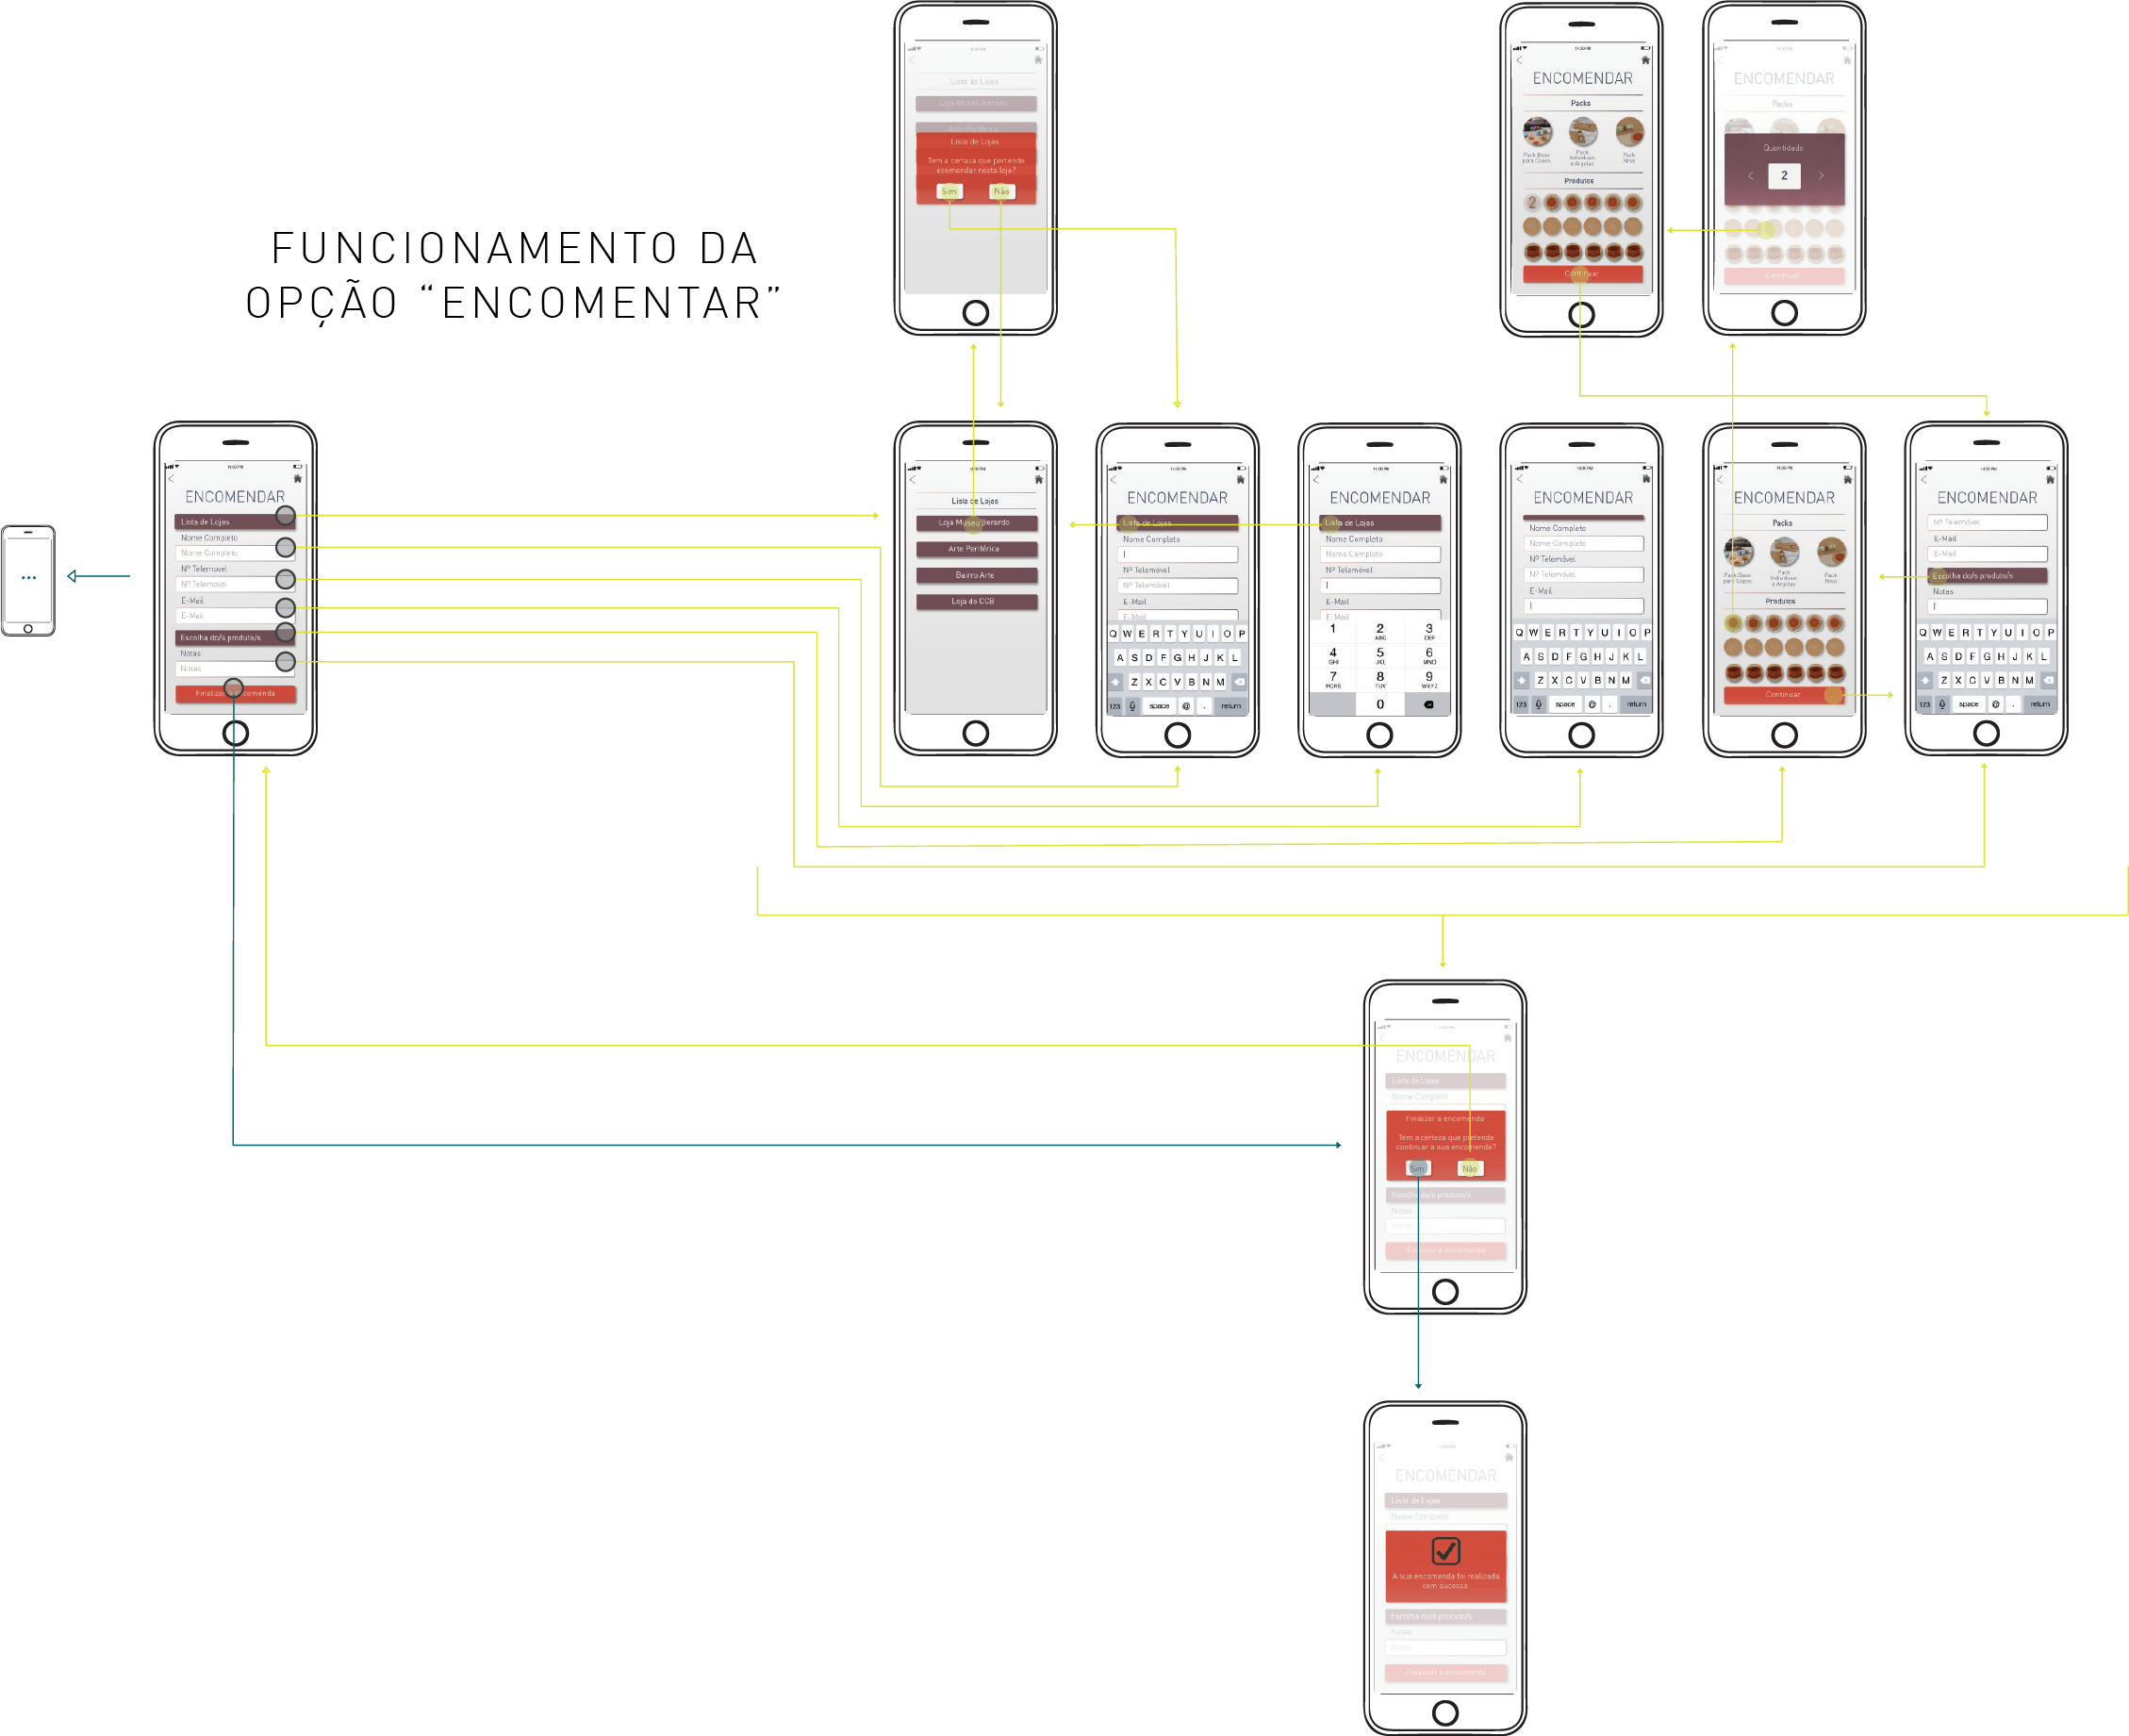 FUNCIONAMENTO DA
OPÇÃO “ENCOMENTAR”
Lista de Lojas
Loja Museu Berardo
Arte Periférica
Lista de Lojas
Tem a certeza que pertende
ecomendar nesta loja?
Sim
Não
14:30 PM
ENCOMENDAR
Packs
Pack Base
para Copos
Pack
Individuais
e Argolas
Pack
Nisa
Produtos
2
Continuar
ENCOMENDAR
Packs
Quantidade
2
Continuar
...
14:30 PM
ENCOMENDAR
Lista de Lojas
Nome Completo
Nome Completo
Nº Telemovel
Nº Telemovel
E-Mail
E-Mail
Escolha do/s produto/s
Notas
Notas
Finalizar a encomenda
Lista de Lojas
Loja Museu Berardo
Arte Periférica
Bairro Arte
Loja do CCB
ENCOMENDAR
Lista de Lojas
Nome Completo
Nº Telemóvel
Nº Telemóvel
E-Mail
E-Mail
Q W E R T Y U I O P
A S D F G H J K L
Z X C V B N M
123 space @ . return
ENCOMENDAR
Lista de Lojas
Nome Completo
Nome Completo
Nº Telemóvel
E-Mail
E-Mail
1 2 3
ABC DEF
4 5 6
GHI JKL MNO
7 8 9
PQRS TUV WXYZ
0
ENCOMENDAR
Nome Completo
Nome Completo
Nº Telemóvel
Nº Telemóvel
E-Mail
Q W E R T Y U I O P
A S D F G H J K L
Z X C V B N M
123 space @ . return
ENCOMENDAR
Packs
Pack Base
para Copos
Pack
Individuais
e Argolas
Pack
Nisa
Produtos
Continuar
ENCOMENDAR
Nº Telemóvel
E-Mail
E-Mail
Escolha do/s produto/s
Notas
Q W E R T Y U I O P
A S D F G H J K L
Z X C V B N M
123 space @ . return
ENCOMENDAR
Lista de Lojas
Nome Completo
Finalizar a encomenda
Tem a certeza que pretende
continuar a sua encomenda?
Sim
Não
Escolha do/s produto/s
Notas
Notas
Finalizar a encomenda
ENCOMENDAR
Lista de Lojas
Nome Completo
A sua encomenda foi realizada
com sucesso
Escolha do/s produto/s
Notas
Notas
Finalizar a encomenda